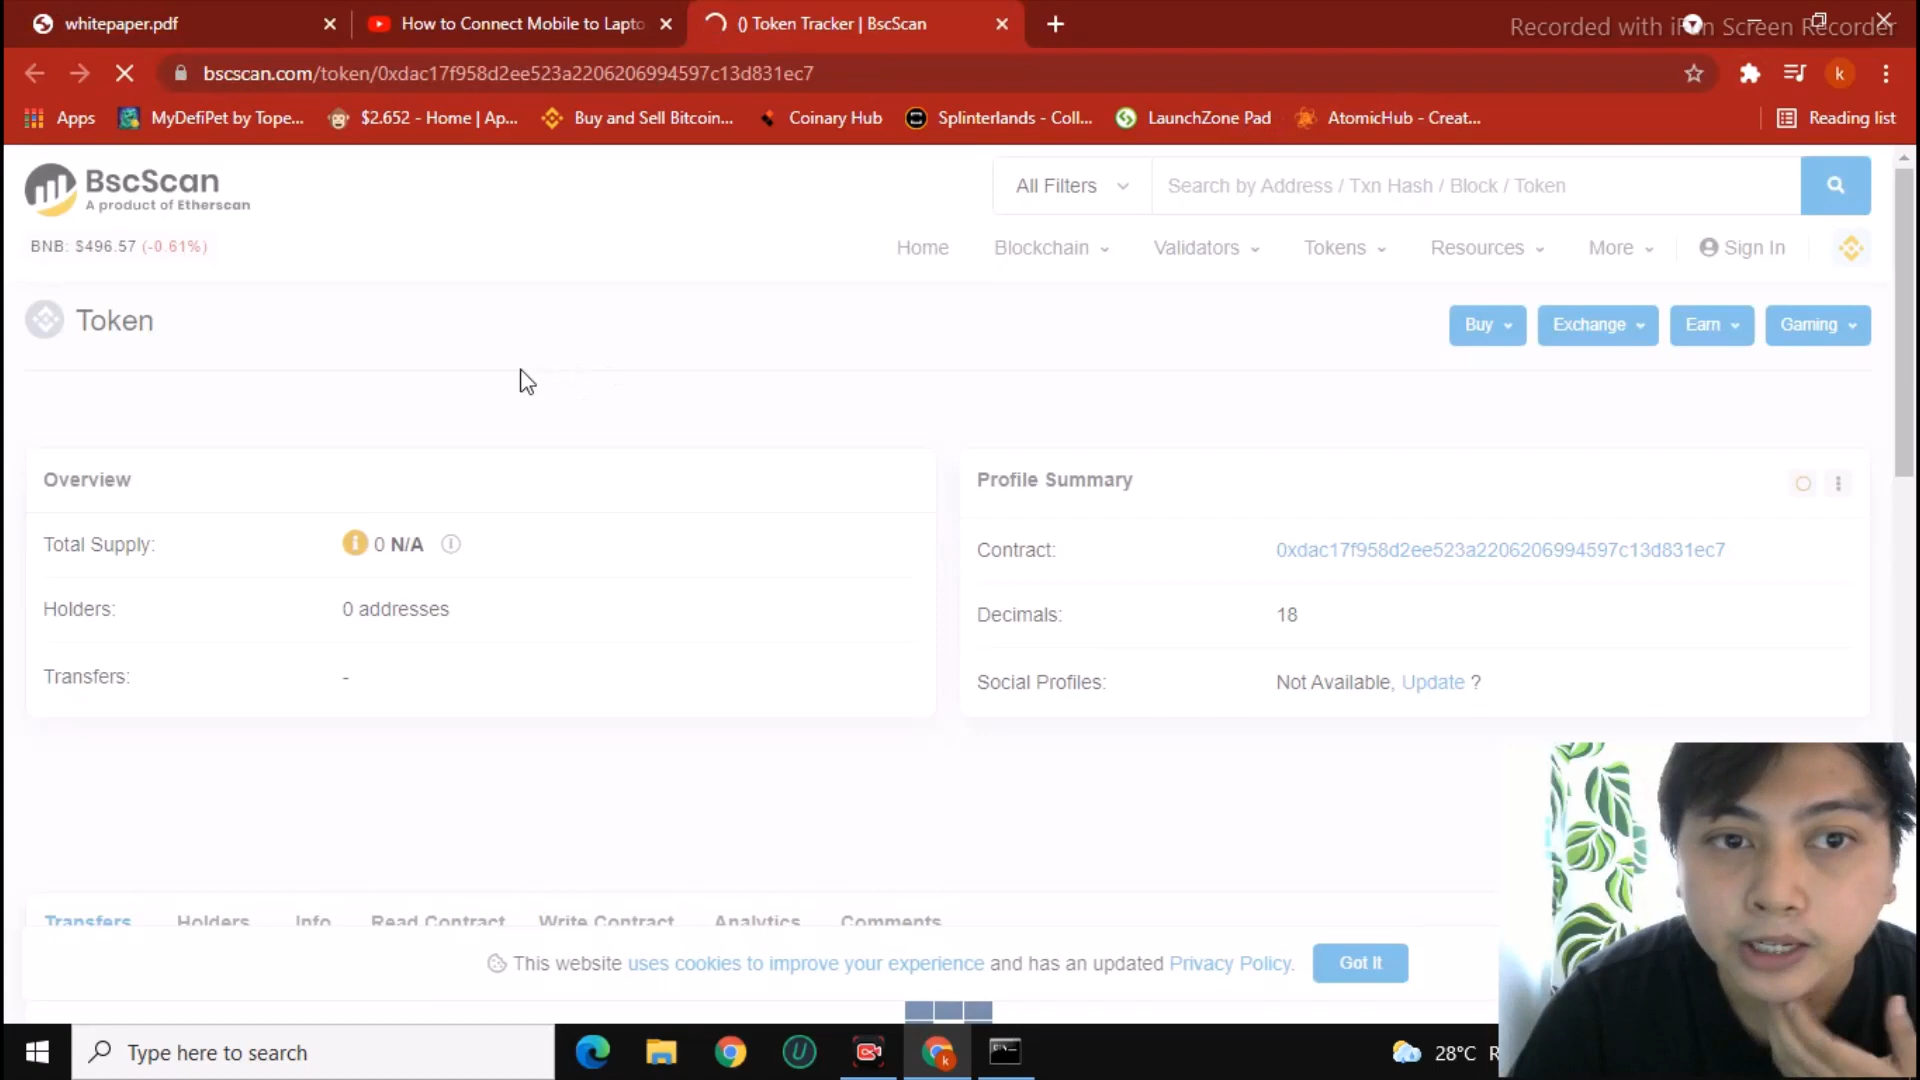 whitepaper.pdf
How to Connect Mobile to Lapto
() Token Tracker | BscScan
Recorded with
Screen Recorder
bscscan.com/token/0xdac17f958d2ee523a2206206994597c13d831ec7
k
Apps
MyDefiPet by Tope...
$2.652 - Home | Ap...
Buy and Sell Bitcoin...
Coinary Hub
Splinterlands - Coll...
LaunchZone Pad
AtomicHub - Creat...
Reading list
BscScan
A product of Etherscan
All Filters
Search by Address / Txn Hash / Block / Token
BNB: $496.57 (-0.61%)
Home
Blockchain
Validators
Tokens
Resources
More
Sign In
Token
Buy
Exchange
Earn
Gaming
Overview
Total Supply:
0 N/A
Holders:
0 addresses
Transfers:
-
Profile Summary
Contract:
0xdac17f958d2ee523a2206206994597c13d831ec7
Decimals:
18
Social Profiles:
Not Available, Update ?
Transfers
Holders
Info
Read Contract
Write Contract
Analytics
Comments
This website uses cookies to improve your experience and has an updated Privacy Policy.
Got It
Type here to search
28°C R